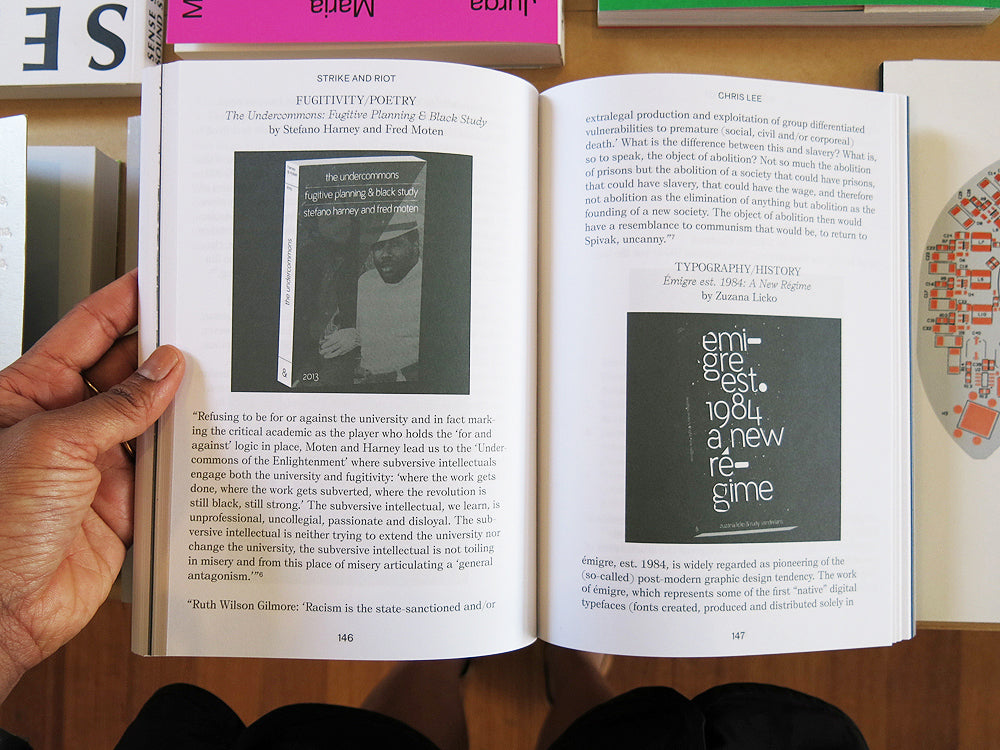 SE
SENSE
SOUND
M
Maria
Jurga
STRIKE AND RIOT
FUGITIVITY/POETRY
The Undercommons: Fugitive Planning & Black Study
by Stefano Harney and Fred Moten
the undercommons
fugitive planning & black study
stefano harney and fred moten
the undercommons
2013
“Refusing to be for or against the university and in fact mark-
ing the critical academic as the player who holds the ‘for and
against’ logic in place, Moten and Harney lead us to the ‘Under-
commons of the Enlightenment’ where subversive intellectuals
engage both the university and fugitivity: ‘where the work gets
done, where the work gets subverted, where the revolution is
still black, still strong.’ The subversive intellectual, we learn, is
unprofessional, uncollegial, passionate and disloyal. The sub-
versive intellectual is neither trying to extend the university nor
change the university, the subversive intellectual is not toiling
in misery and from this place of misery articulating a ‘general
antagonism.’”⁶
“Ruth Wilson Gilmore: ‘Racism is the state-sanctioned and/or
146
CHRIS LEE
extralegal production and exploitation of group differentiated
vulnerabilities to premature (social, civil and/or corporeal)
death.’ What is the difference between this and slavery? What is,
so to speak, the object of abolition? Not so much the abolition
of prisons but the abolition of a society that could have prisons,
that could have slavery, that could have the wage, and therefore
not abolition as the elimination of anything but abolition as the
founding of a new society. The object of abolition then would
have a resemblance to communism that would be, to return to
Spivak, uncanny.”⁷
TYPOGRAPHY/HISTORY
Émigre est. 1984: A New Régime
by Zuzana Licko
emi-
gre
est.
1984
a new
ré-
gime
zuzana licko & rudy vanderlans
émigre, est. 1984, is widely regarded as pioneering of the
(so-called) post-modern graphic design tendency. The work
of émigre, which represents some of the first “native” digital
typefaces (fonts created, produced and distributed solely in
147